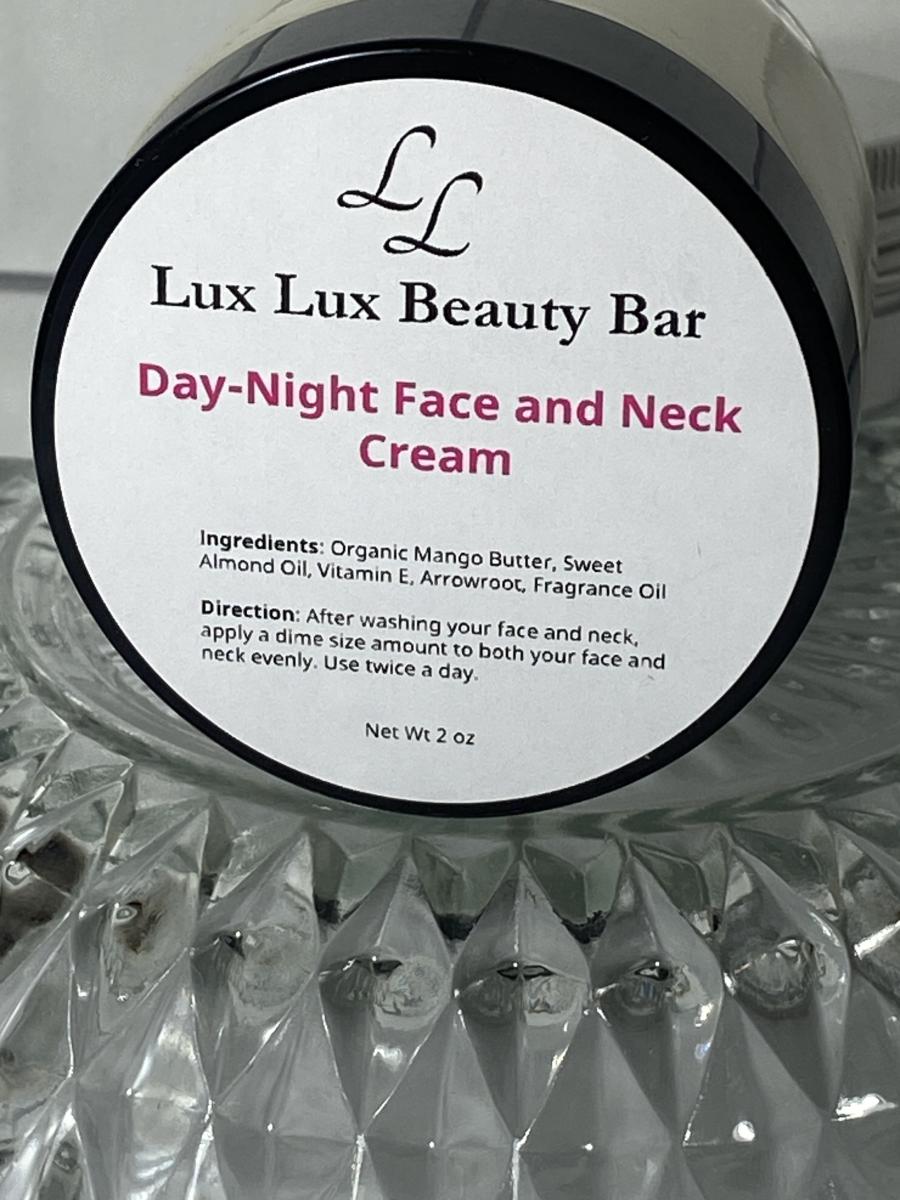 LL
Lux Lux Beauty Bar
Day-Night Face and Neck
Cream
Ingredients: Organic Mango Butter, Sweet
Almond Oil, Vitamin E, Arrowroot, Fragrance Oil
Direction: After washing your face and neck,
apply a dime size amount to both your face and
neck evenly. Use twice a day.
Net Wt 2 oz